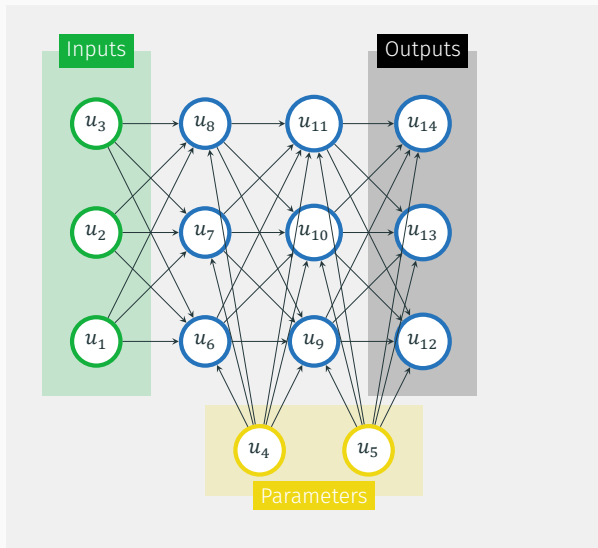 Inputs
Outputs
u₃ u₈ u₁₁ u₁₄
u₂ u₇ u₁₀ u₁₃
u₁ u₆ u₉ u₁₂
u₄ u₅
Parameters